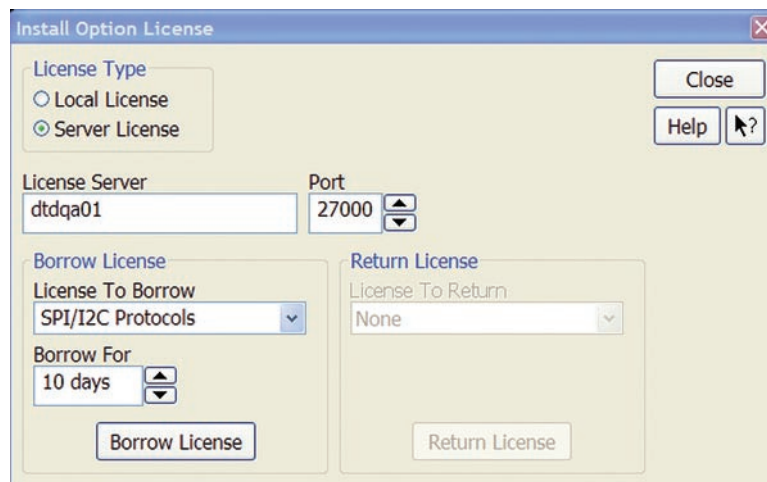 Install Option License
License Type
Local License
Server License
Close
Help
?
License Server
dtdqa01
Port
27000
Borrow License
License To Borrow
SPI/I2C Protocols
Borrow For
10 days
Borrow License
Return License
License To Return
None
Return License